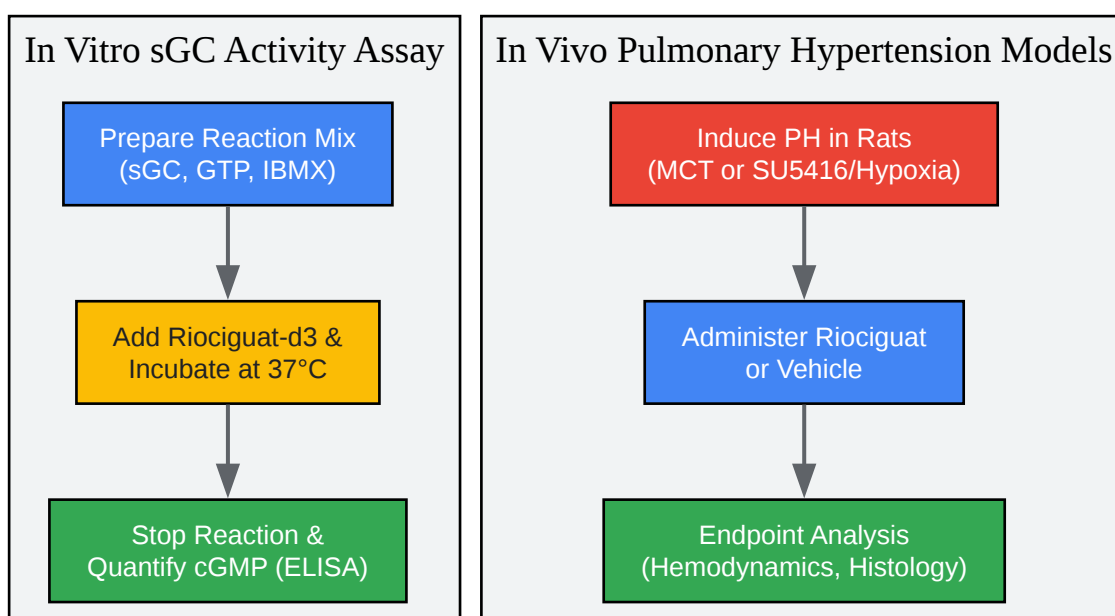 In Vitro sGC Activity Assay
Prepare Reaction Mix
(sGC, GTP, IBMX)
Add Riociguat-d3 &
Incubate at 37°C
Stop Reaction &
Quantify cGMP (ELISA)
In Vivo Pulmonary Hypertension Models
Induce PH in Rats
(MCT or SU5416/Hypoxia)
Administer Riociguat
or Vehicle
Endpoint Analysis
(Hemodynamics, Histology)